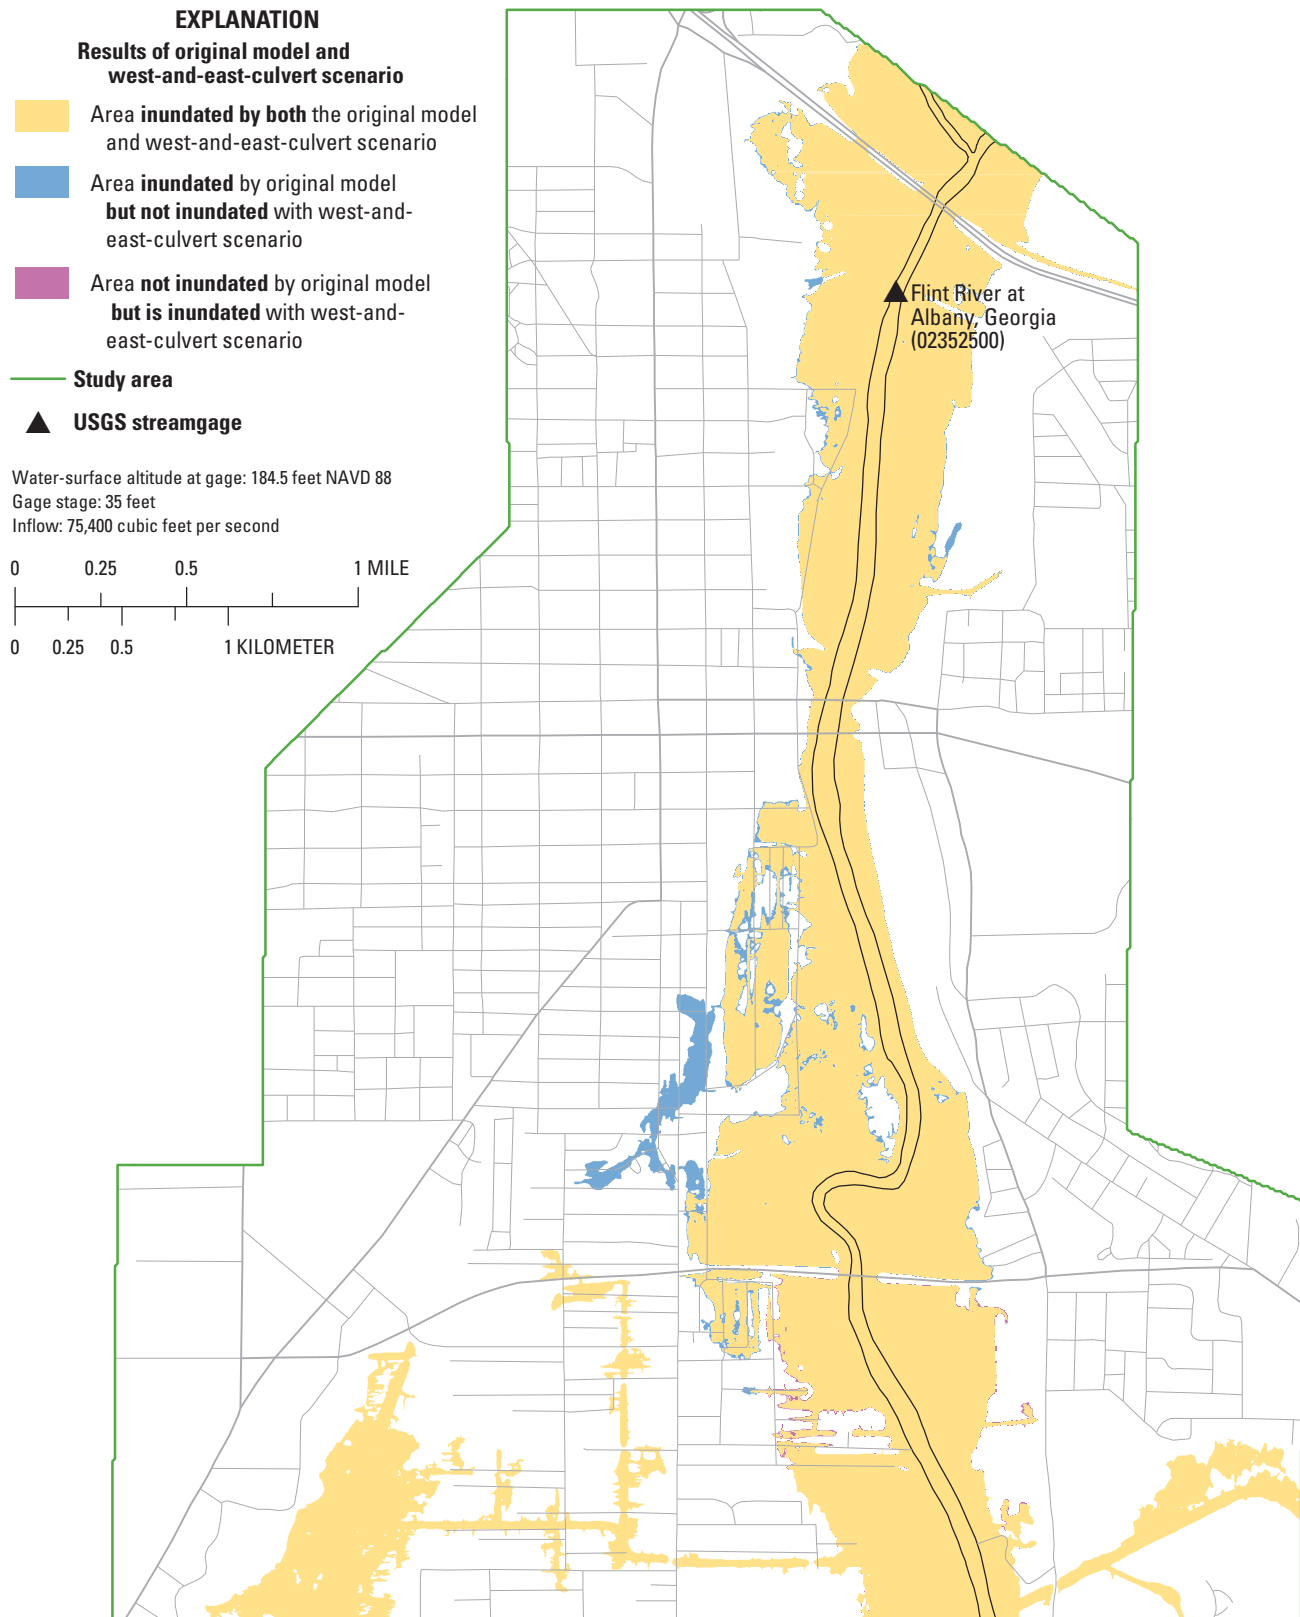 EXPLANATION
Results of original model and
west-and-east-culvert scenario
Area inundated by both the original model
and west-and-east-culvert scenario
Area inundated by original model
but not inundated with west-and-
east-culvert scenario
Area not inundated by original model
but is inundated with west-and-
east-culvert scenario
Study area
USGS streamgage
Water-surface altitude at gage: 184.5 feet NAVD 88
Gage stage: 35 feet
Inflow: 75,400 cubic feet per second
0 0.25 0.5 1 MILE
0 0.25 0.5 1 KILOMETER
Flint River at
Albany, Georgia
(02352500)